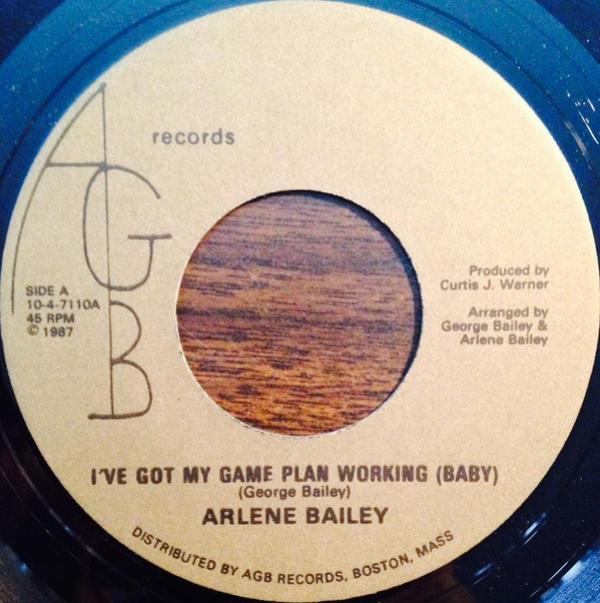 AGB
records
SIDE A
10-4-7110A
45 RPM
© 1987
Produced by
Curtis J. Warner
Arranged by
George Bailey &
Arlene Bailey
I'VE GOT MY GAME PLAN WORKING (BABY)
(George Bailey)
ARLENE BAILEY
DISTRIBUTED BY AGB RECORDS, BOSTON, MASS